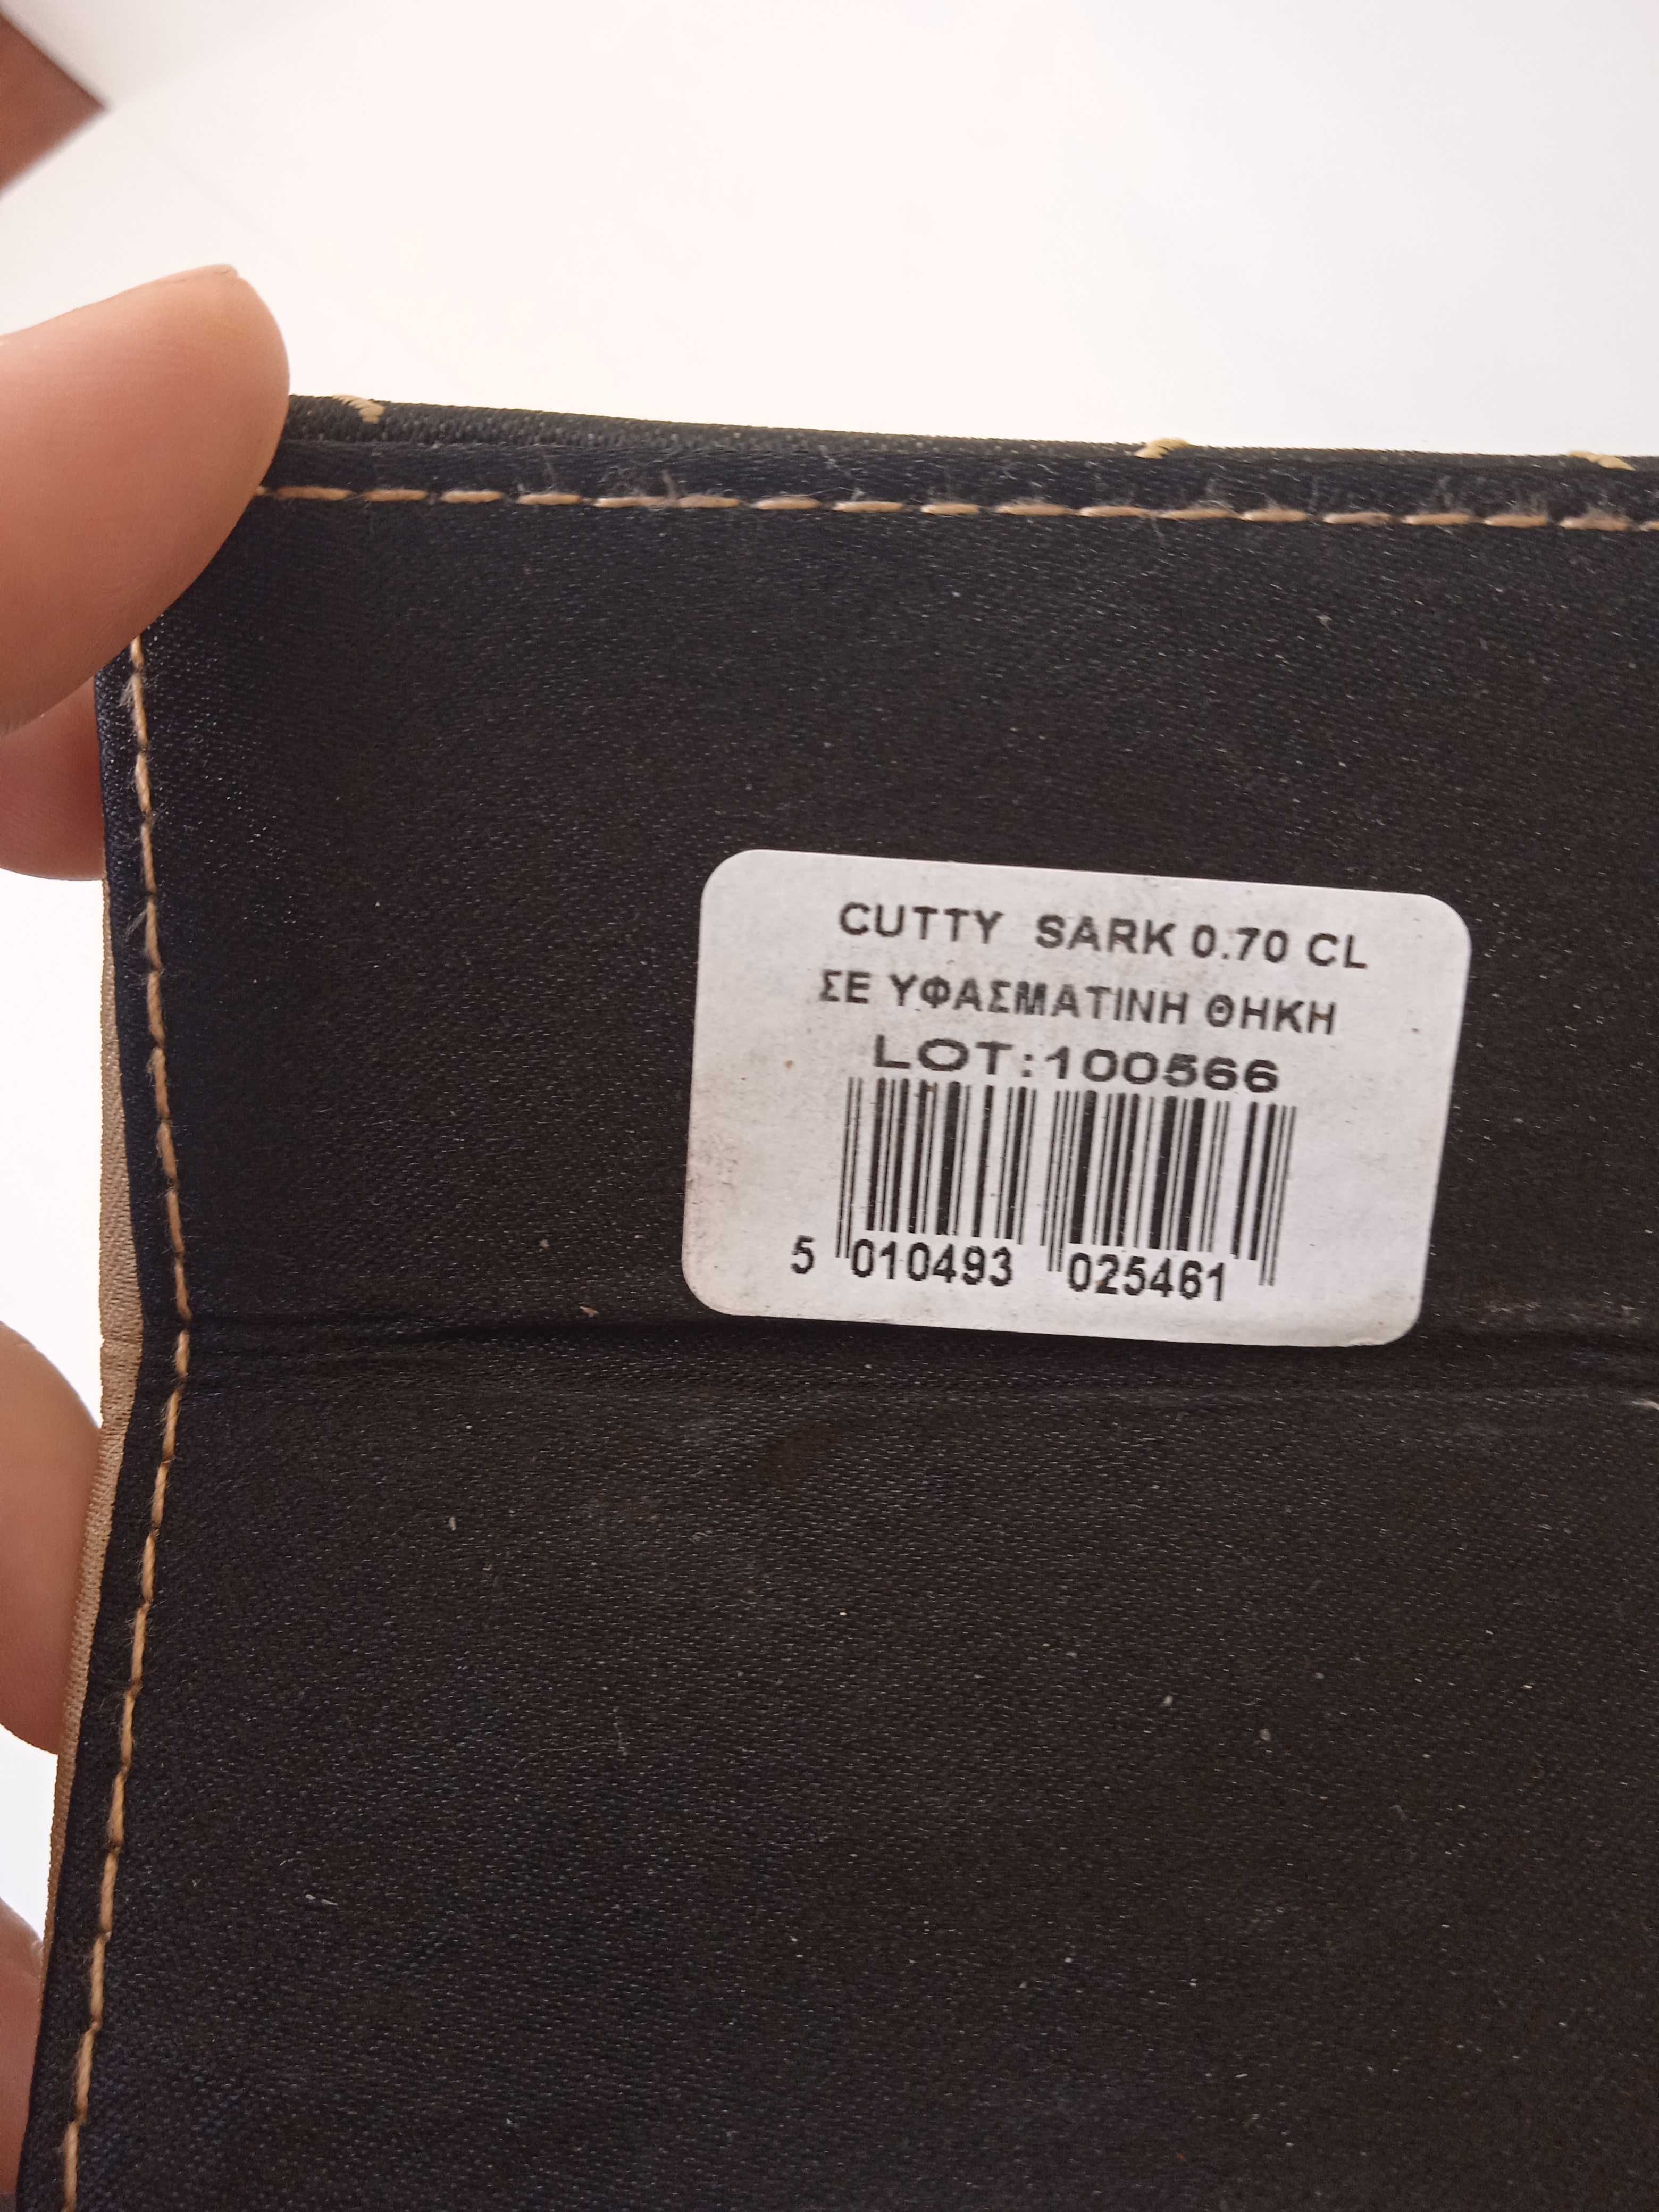 CUTTY SARK 0.70 CL
ΣΕ ΥΦΑΣΜΑΤΙΝΗ ΘΗΚΗ
LOT:100566
5 010493 025461